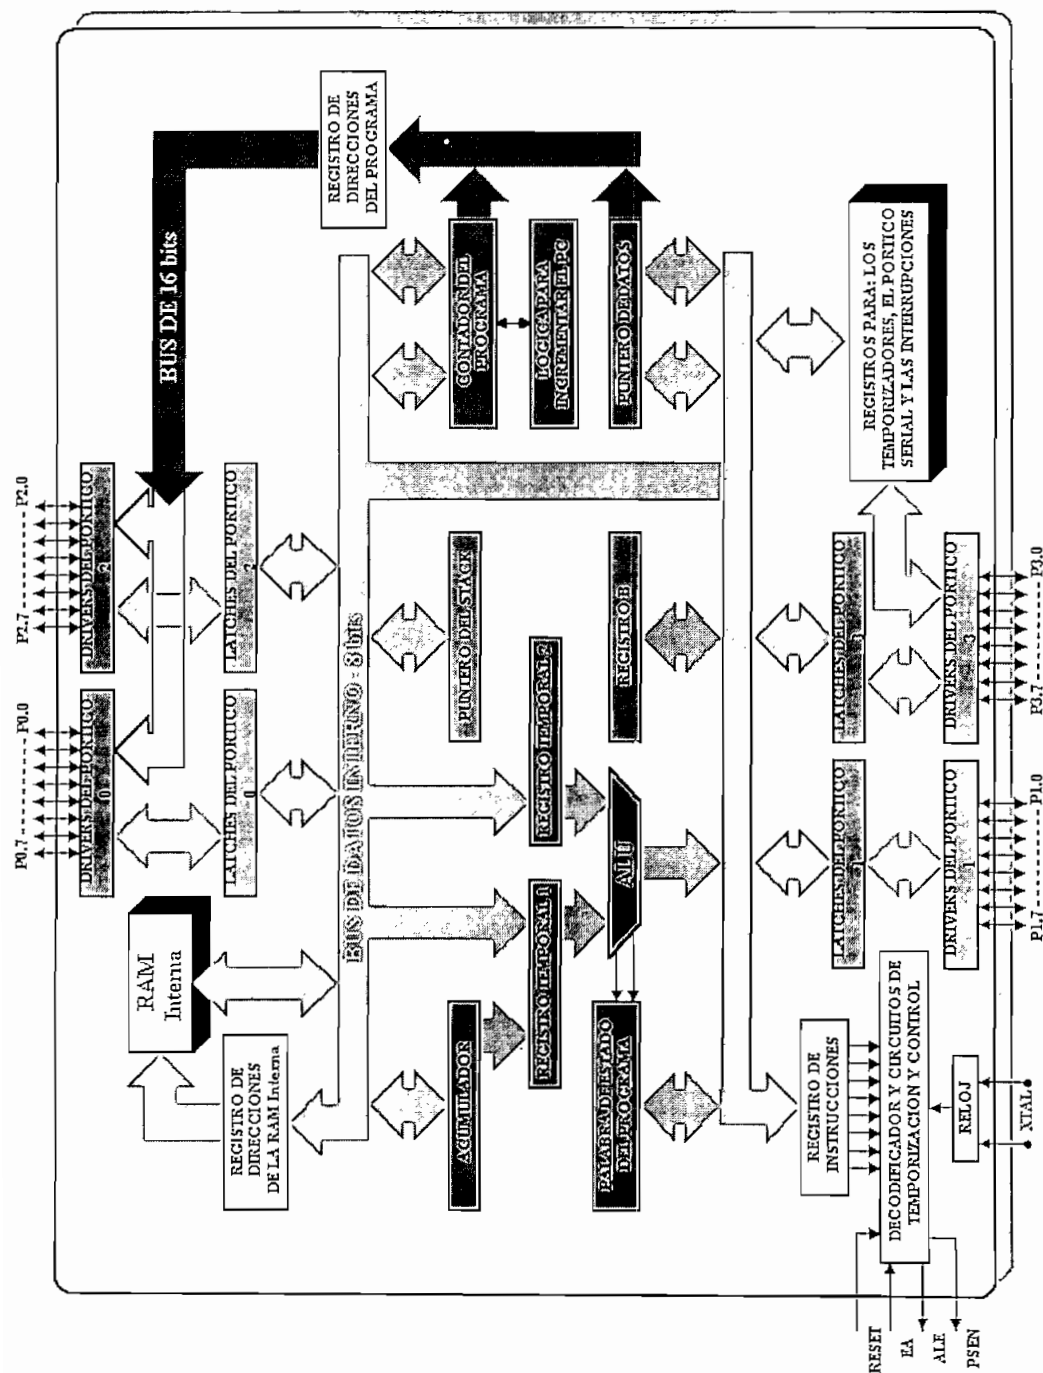 P0.7 - - - - - - - - P0.0
P2.7 - - - - - - - - P2.0
DRIVERS DEL PORTICO
0
DRIVERS DEL PORTICO
2
BUS DE 16 bits
REGISTRO DE
DIRECCIONES
DEL PROGRAMA
RAM
Interna
LATCHES DEL PORTICO
0
LATCHES DEL PORTICO
2
REGISTRO DE
DIRECCIONES
DE LA RAM Interna
BUS DE DATOS INTERNO - 8 bits
ACUMULADOR
PUNTERO DEL STACK
CONTADOR DEL
PROGRAMA
REGISTRO TEMPORAL 1
REGISTRO TEMPORAL 2
LOGICA PARA
INCREMENTAR EL PC
ALU
PALABRA DE ESTADO
DEL PROGRAMA
REGISTRO B
PUNTERO DE DATOS
REGISTRO DE
INSTRUCCIONES
LATCHES DEL PORTICO
1
LATCHES DEL PORTICO
3
REGISTROS PARA: LOS
TEMPORIZADORES, EL PORTICO
SERIAL Y LAS INTERRUPCIONES
DECODIFICADOR Y CIRCUITOS DE
TEMPORIZACION Y CONTROL
DRIVERS DEL PORTICO
1
DRIVERS DEL PORTICO
3
RELOJ
RESET
EA
ALE
PSEN
XTAL.
P1.7 - - - - - - - - P1.0
P3.7 - - - - - - - - P3.0